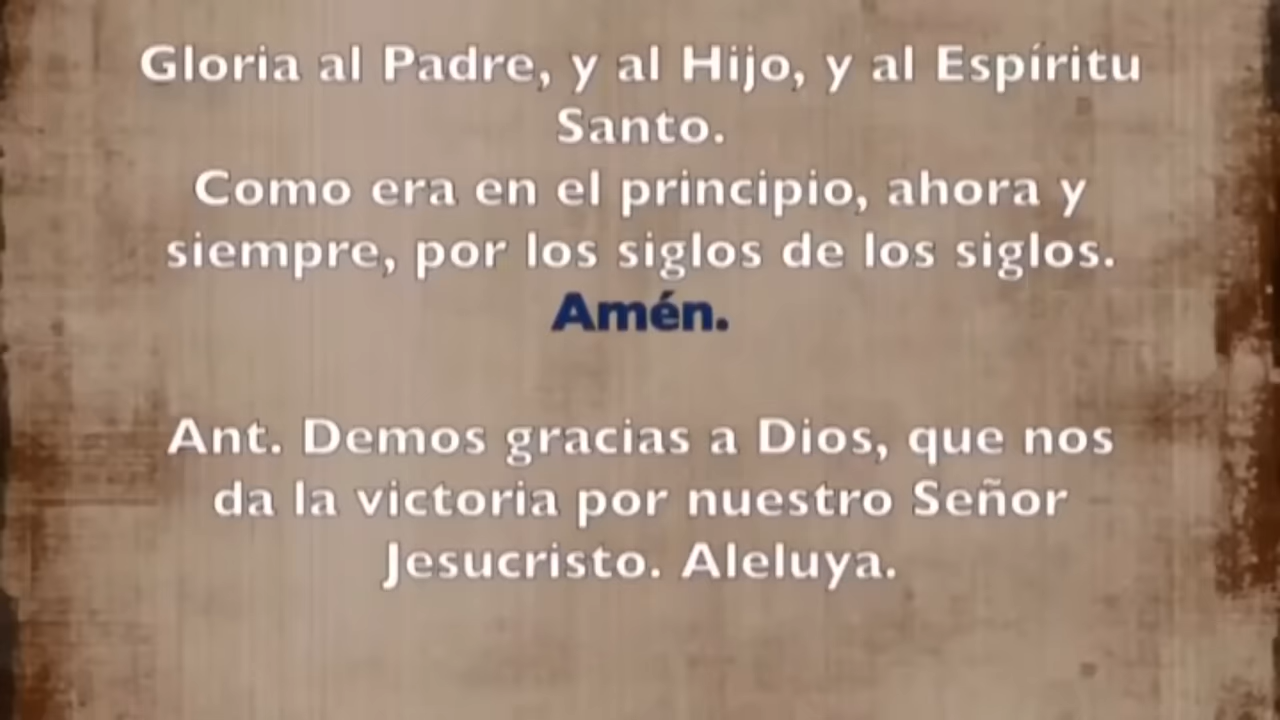 Gloria al Padre, y al Hijo, y al Espíritu
Santo.
Como era en el principio, ahora y
siempre, por los siglos de los siglos.
Amén.
Ant. Demos gracias a Dios, que nos
da la victoria por nuestro Señor
Jesucristo. Aleluya.